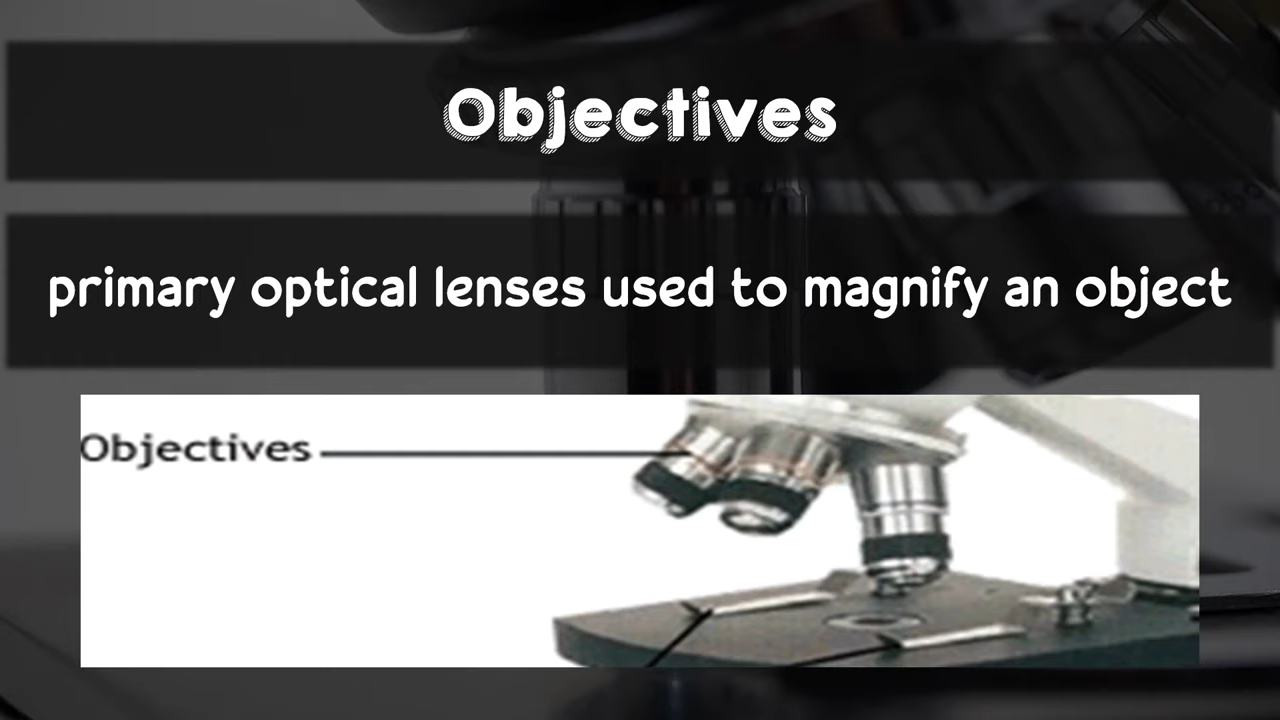 Objectives
primary optical lenses used to magnify an object
Objectives